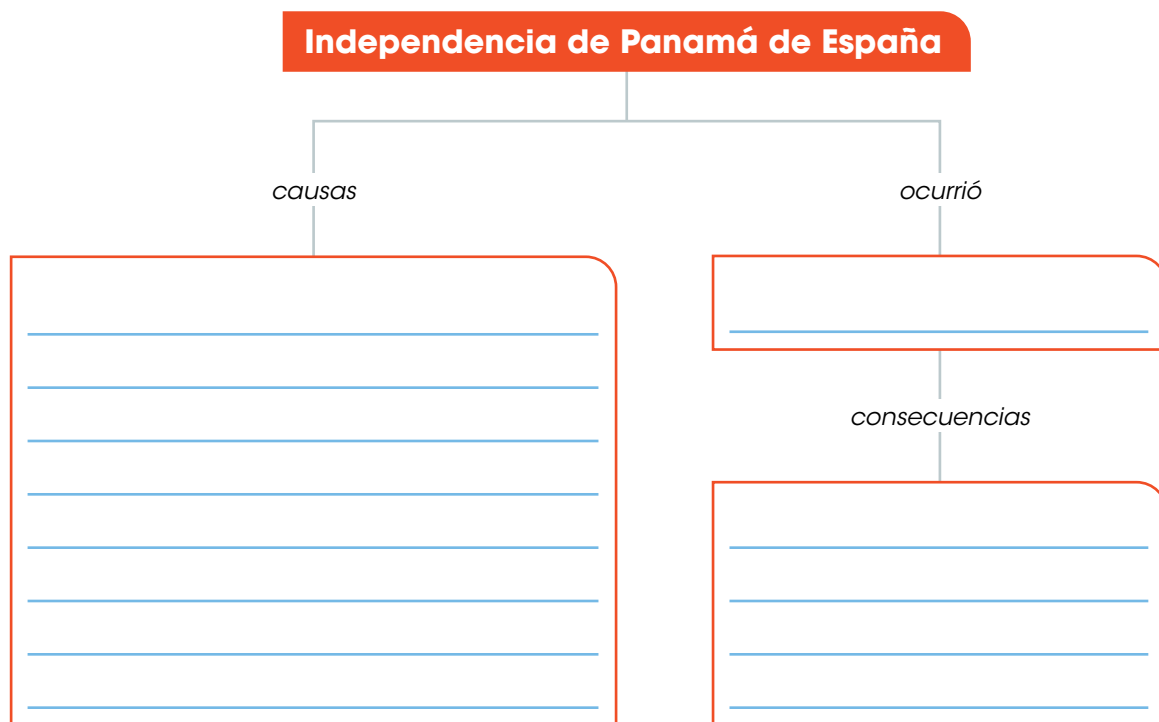 Independencia de Panamá de España
causas
ocurrió
consecuencias